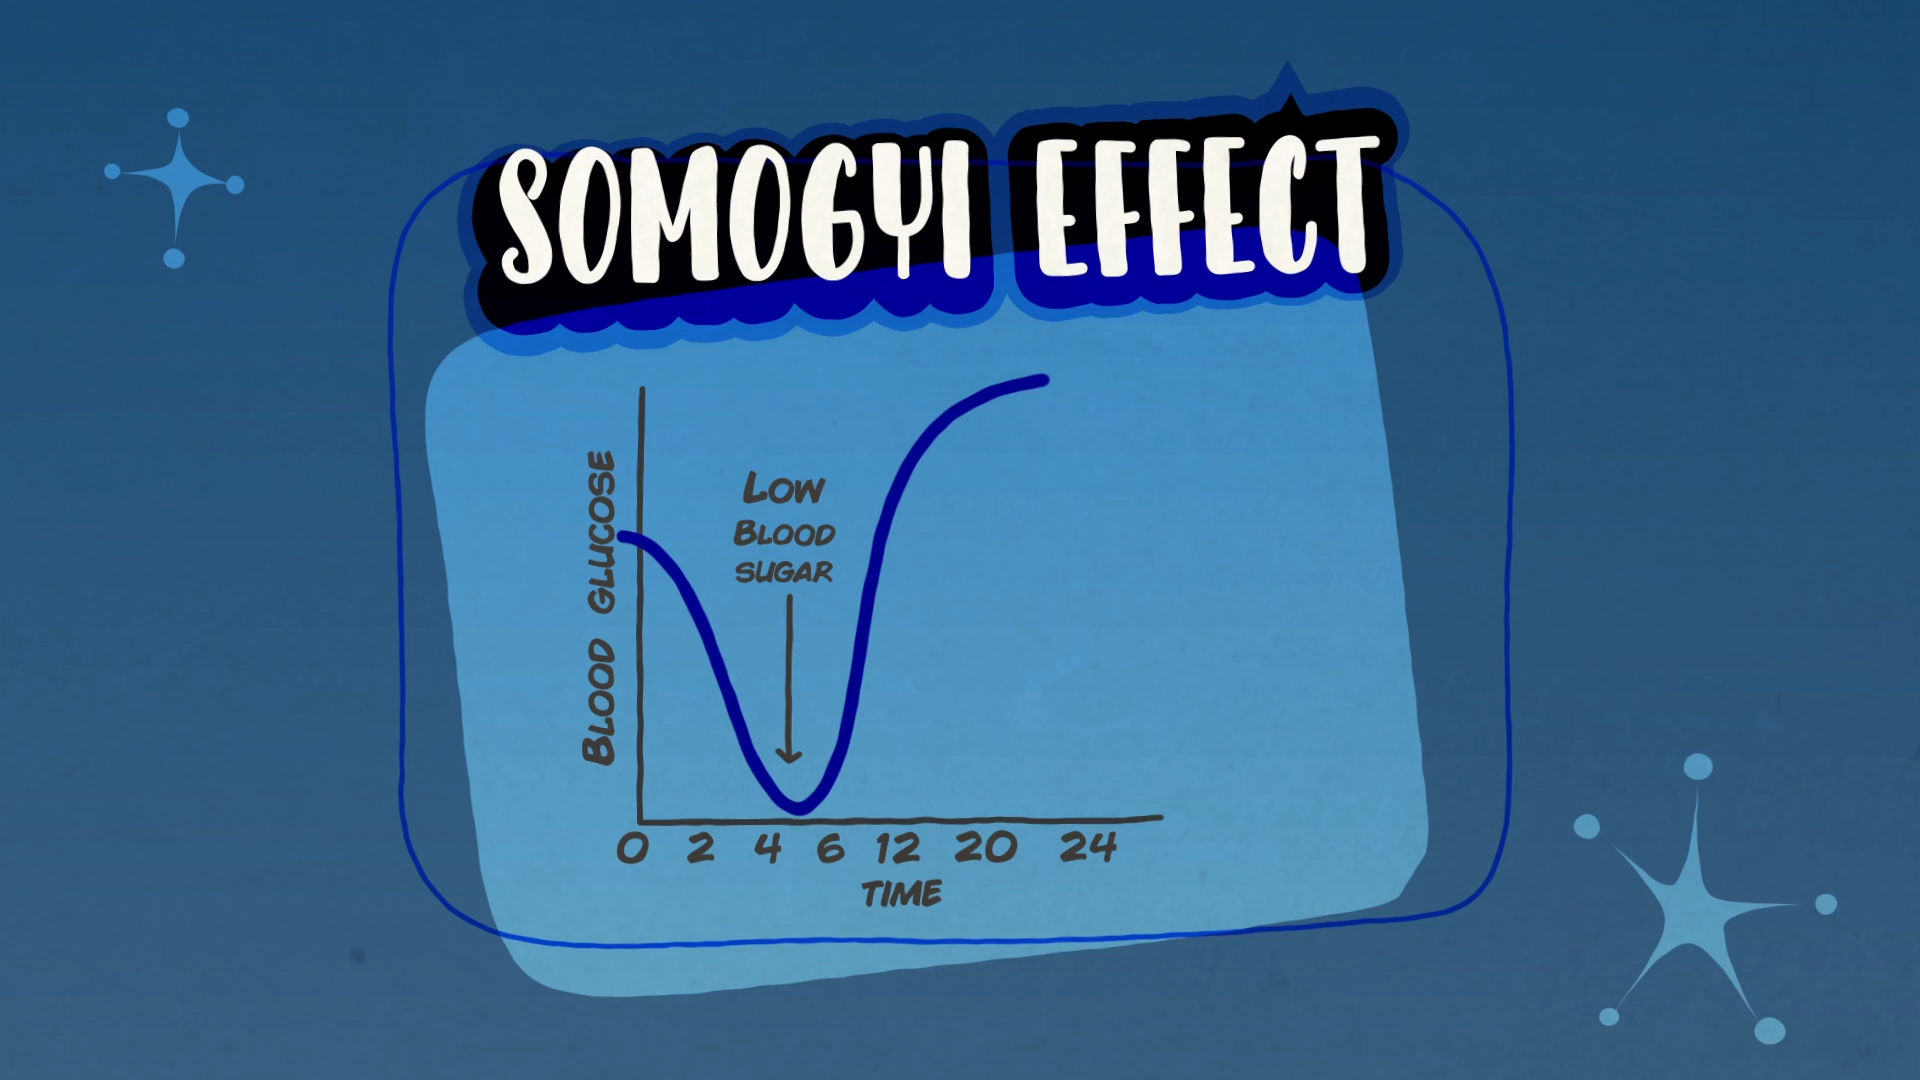 SOMOGYI EFFECT
BLOOD GLUCOSE
LOW
BLOOD
SUGAR
0 2 4 6 12 20 24
TIME